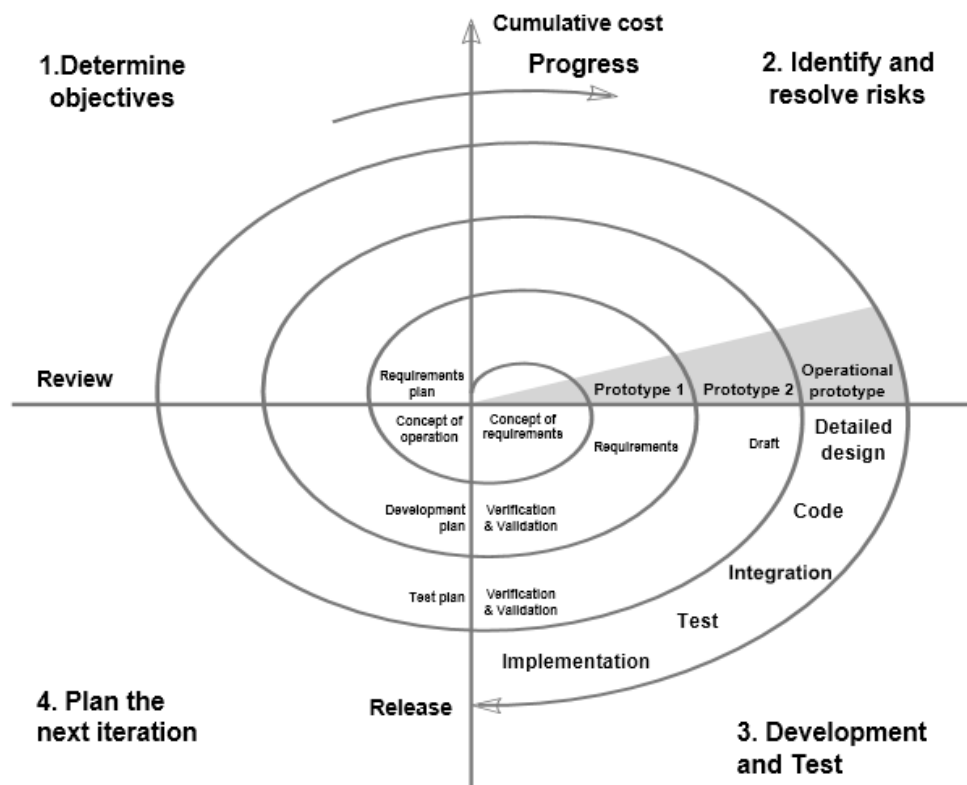 Cumulative cost
Progress
1.Determine
objectives
2. Identify and
resolve risks
Review
Requirements
plan
Prototype 1
Prototype 2
Operational
prototype
Concept of
operation
Concept of
requirements
Requirements
Draft
Detailed
design
Development
plan
Verification
& Validation
Code
Integration
Test plan
Verification
& Validation
Test
Implementation
Release
4. Plan the
next iteration
3. Development
and Test